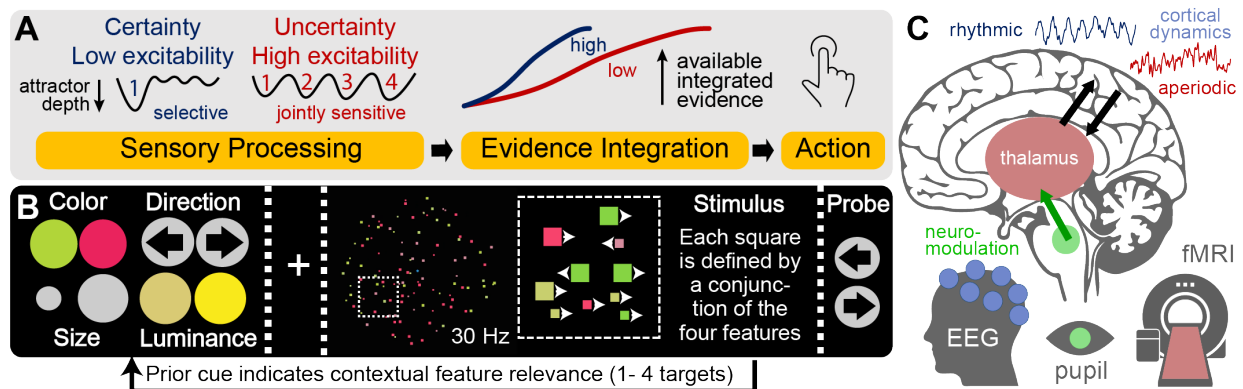 A
Certainty
Low excitability
attractor
depth
1
selective
Uncertainty
High excitability
1 2 3 4
jointly sensitive
high
low
available
integrated
evidence
Sensory Processing
Evidence Integration
Action
B
Color
Direction
Size
Luminance
+
30 Hz
Stimulus
Each square
is defined by
a conjunc-
tion of the
four features
Probe
Prior cue indicates contextual feature relevance (1- 4 targets)
C
rhythmic
cortical
dynamics
aperiodic
thalamus
neuro-
modulation
EEG
pupil
fMRI